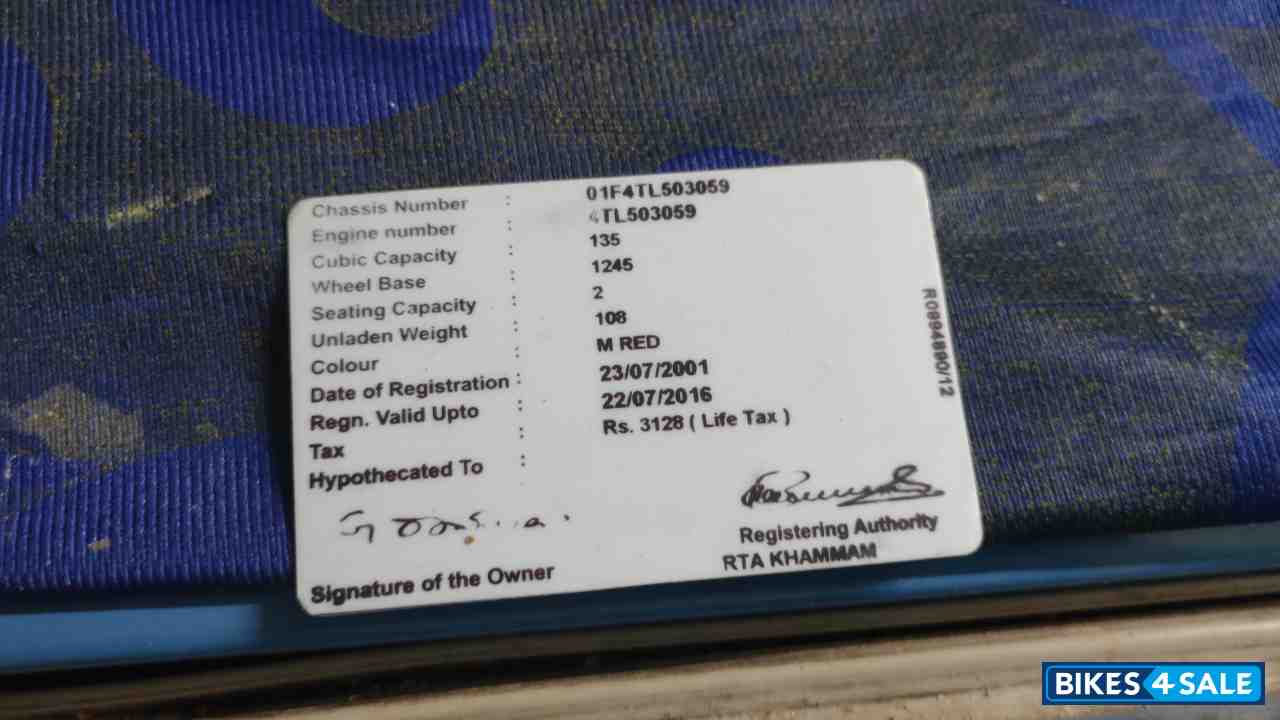 Chassis Number : 01F4TL503059
Engine number : 4TL503059
Cubic Capacity : 135
Wheel Base : 1245
Seating Capacity : 2
Unladen Weight : 108
Colour : M RED
Date of Registration : 23/07/2001
Regn. Valid Upto : 22/07/2016
Tax : Rs. 3128 ( Life Tax )
Hypothecated To :
Signature of the Owner
Registering Authority
RTA KHAMMAM
BIKES4SALE